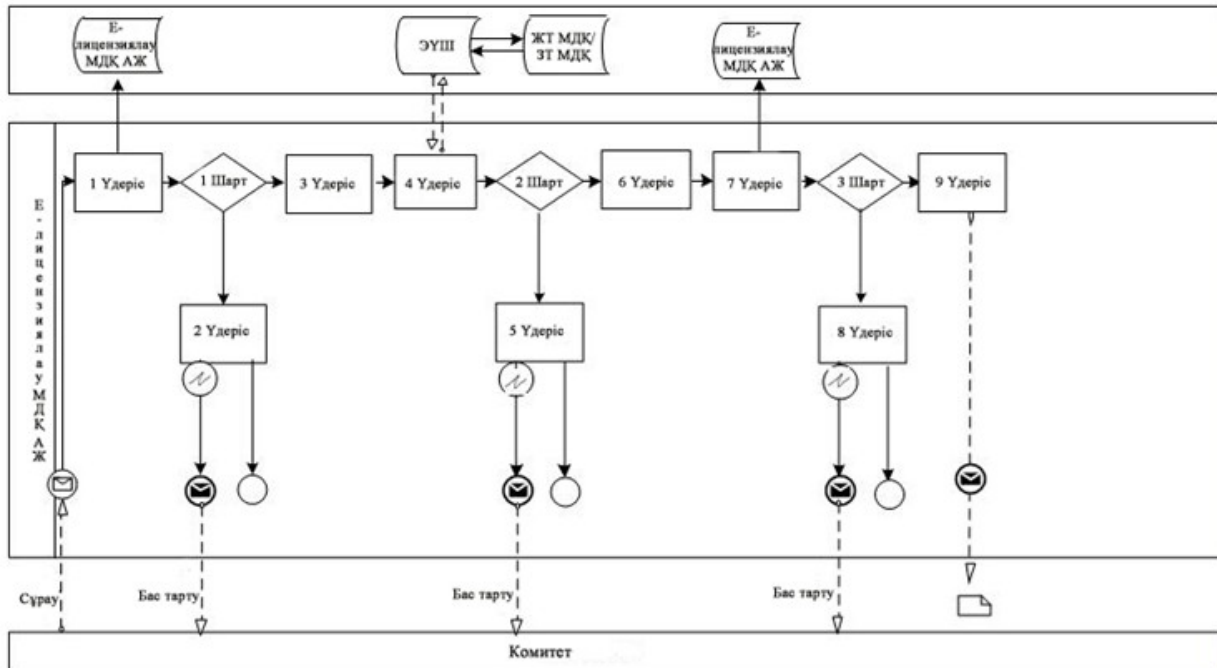 Е-
лицензиялау
МДҚ АЖ
ЭҮШ
ЖТ МДҚ/
ЗТ МДҚ
Е-
лицензиялау
МДҚ АЖ
Е-лицензиялау МДҚ АЖ
1 Үдеріс
1 Шарт
3 Үдеріс
4 Үдеріс
2 Шарт
6 Үдеріс
7 Үдеріс
3 Шарт
9 Үдеріс
2 Үдеріс
5 Үдеріс
8 Үдеріс
Сұрау
Бас тарту
Бас тарту
Бас тарту
Комитет